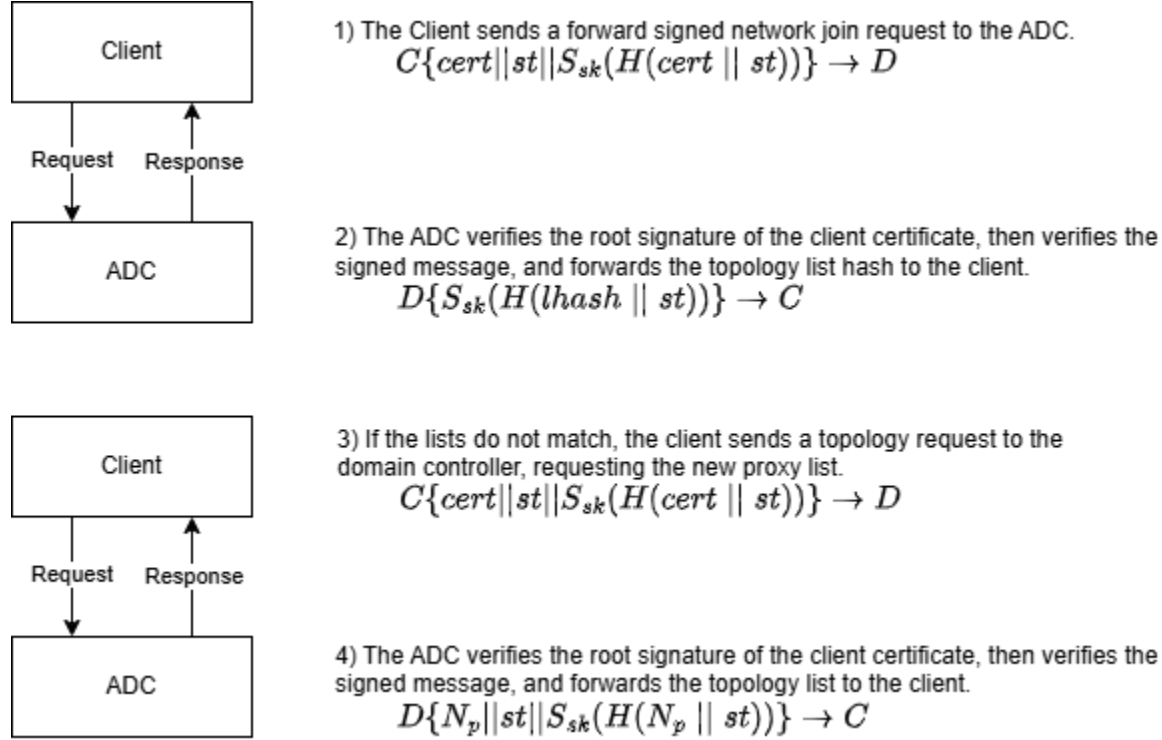 Client
1) The Client sends a forward signed network join request to the ADC.
C{cert||st||S_sk(H(cert || st))} → D
Request Response
ADC
2) The ADC verifies the root signature of the client certificate, then verifies the
signed message, and forwards the topology list hash to the client.
D{S_sk(H(lhash || st))} → C
Client
3) If the lists do not match, the client sends a topology request to the
domain controller, requesting the new proxy list.
C{cert||st||S_sk(H(cert || st))} → D
Request Response
ADC
4) The ADC verifies the root signature of the client certificate, then verifies the
signed message, and forwards the topology list to the client.
D{N_p||st||S_sk(H(N_p || st))} → C